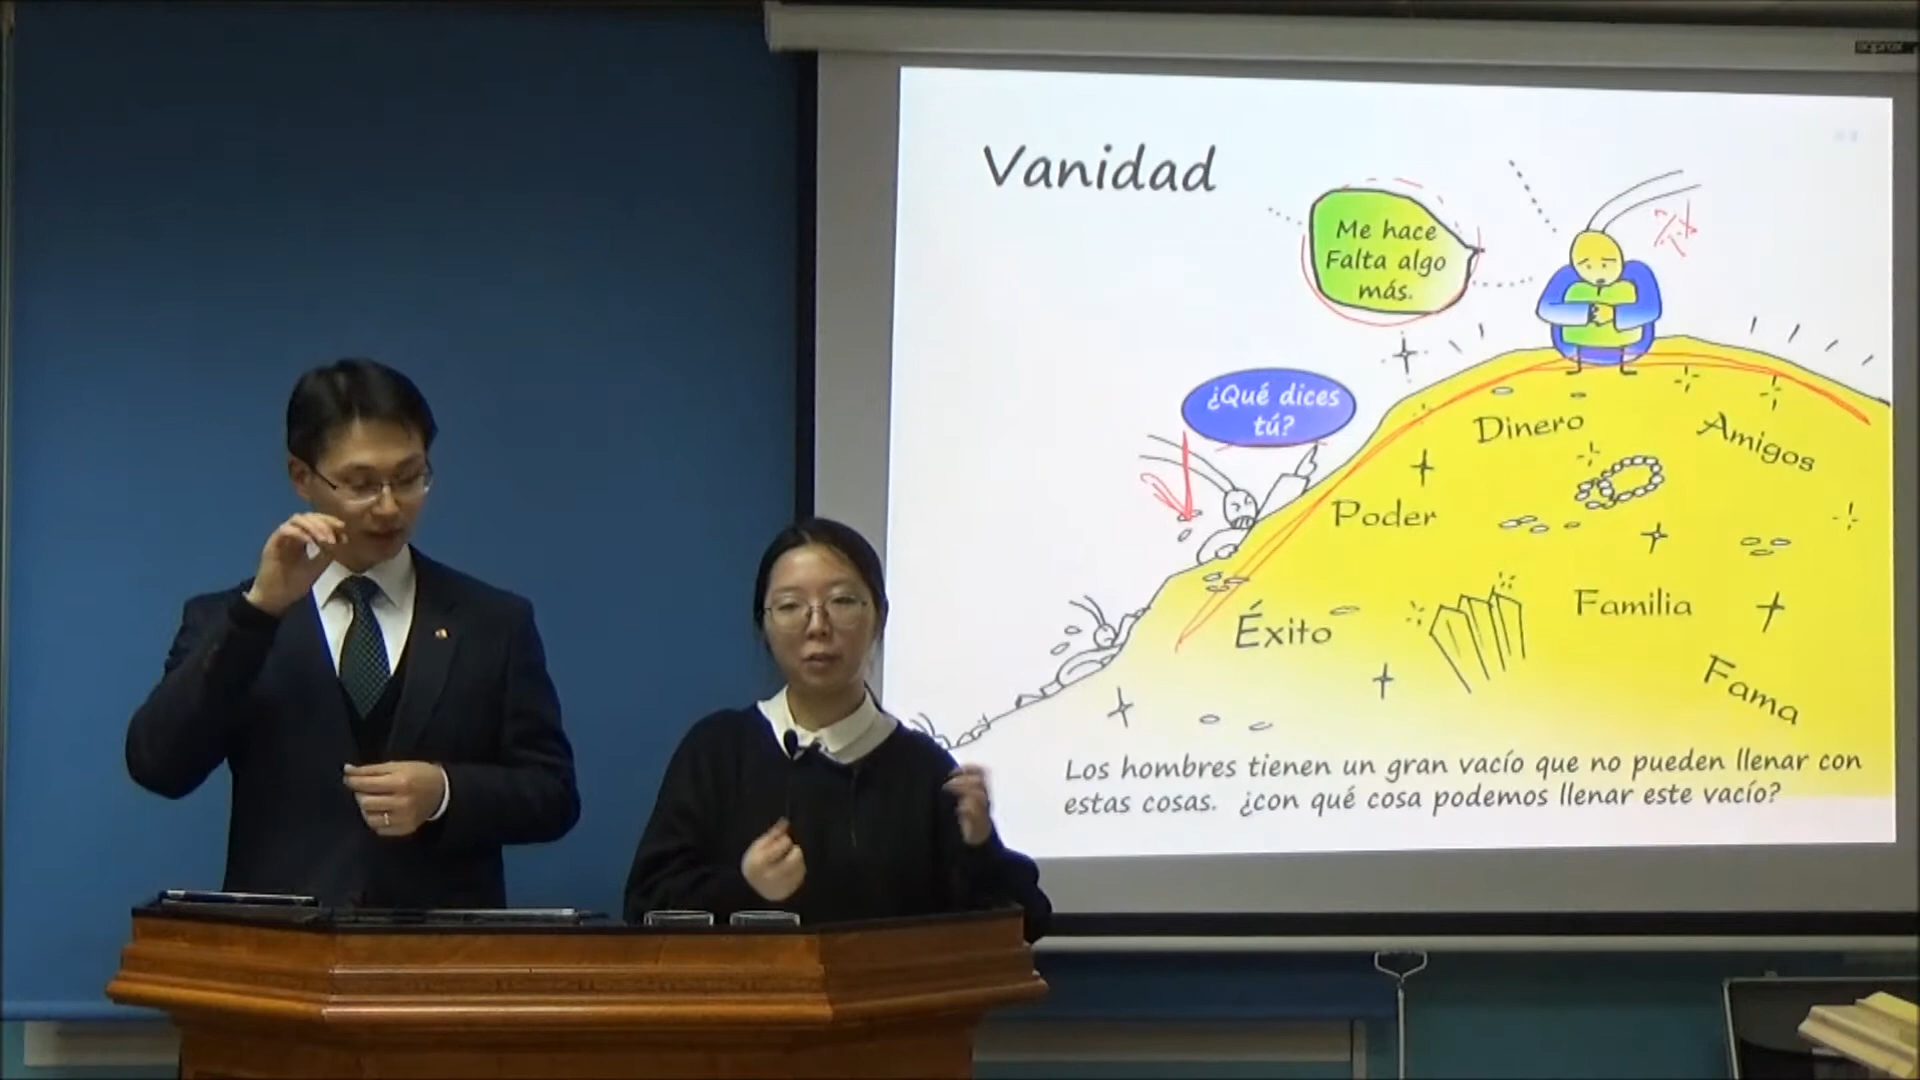 Vanidad
Me hace
Falta algo
más.
¿Qué dices
tú?
Dinero
Amigos
Poder
Éxito
Familia
Fama
Los hombres tienen un gran vacío que no pueden llenar con
estas cosas. ¿con qué cosa podemos llenar este vacío?